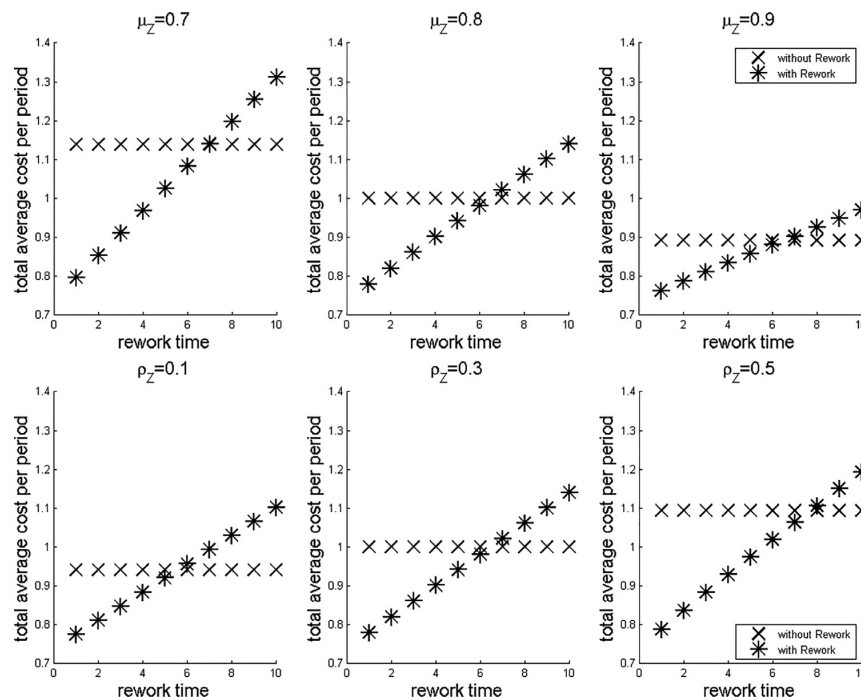 μ_Z=0.7
μ_Z=0.8
μ_Z=0.9
1.4
1.3
1.2
1.1
1
0.9
0.8
0.7
total average cost per period
0 2 4 6 8 10
rework time
1.4
1.3
1.2
1.1
1
0.9
0.8
0.7
total average cost per period
0 2 4 6 8 10
rework time
1.4
1.3
1.2
1.1
1
0.9
0.8
0.7
total average cost per period
0 2 4 6 8 10
rework time
without Rework
with Rework
ρ_Z=0.1
ρ_Z=0.3
ρ_Z=0.5
1.4
1.3
1.2
1.1
1
0.9
0.8
0.7
total average cost per period
0 2 4 6 8 10
rework time
1.4
1.3
1.2
1.1
1
0.9
0.8
0.7
total average cost per period
0 2 4 6 8 10
rework time
1.4
1.3
1.2
1.1
1
0.9
0.8
0.7
total average cost per period
0 2 4 6 8 10
rework time
without Rework
with Rework